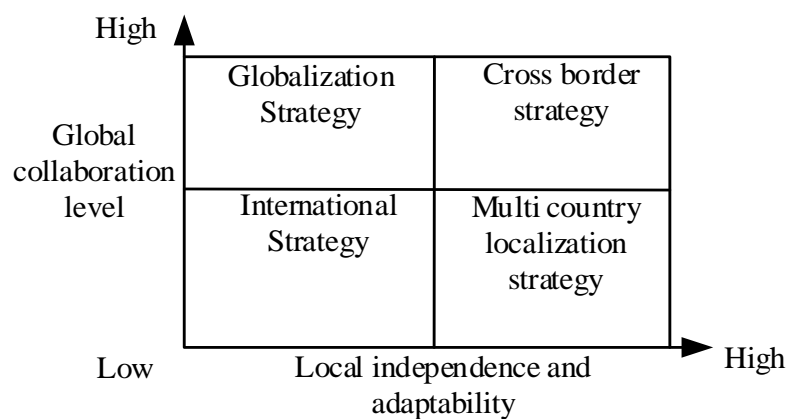 High
Globalization
Strategy
Cross border
strategy
Global
collaboration
level
International
Strategy
Multi country
localization
strategy
Low
Local independence and
adaptability
High